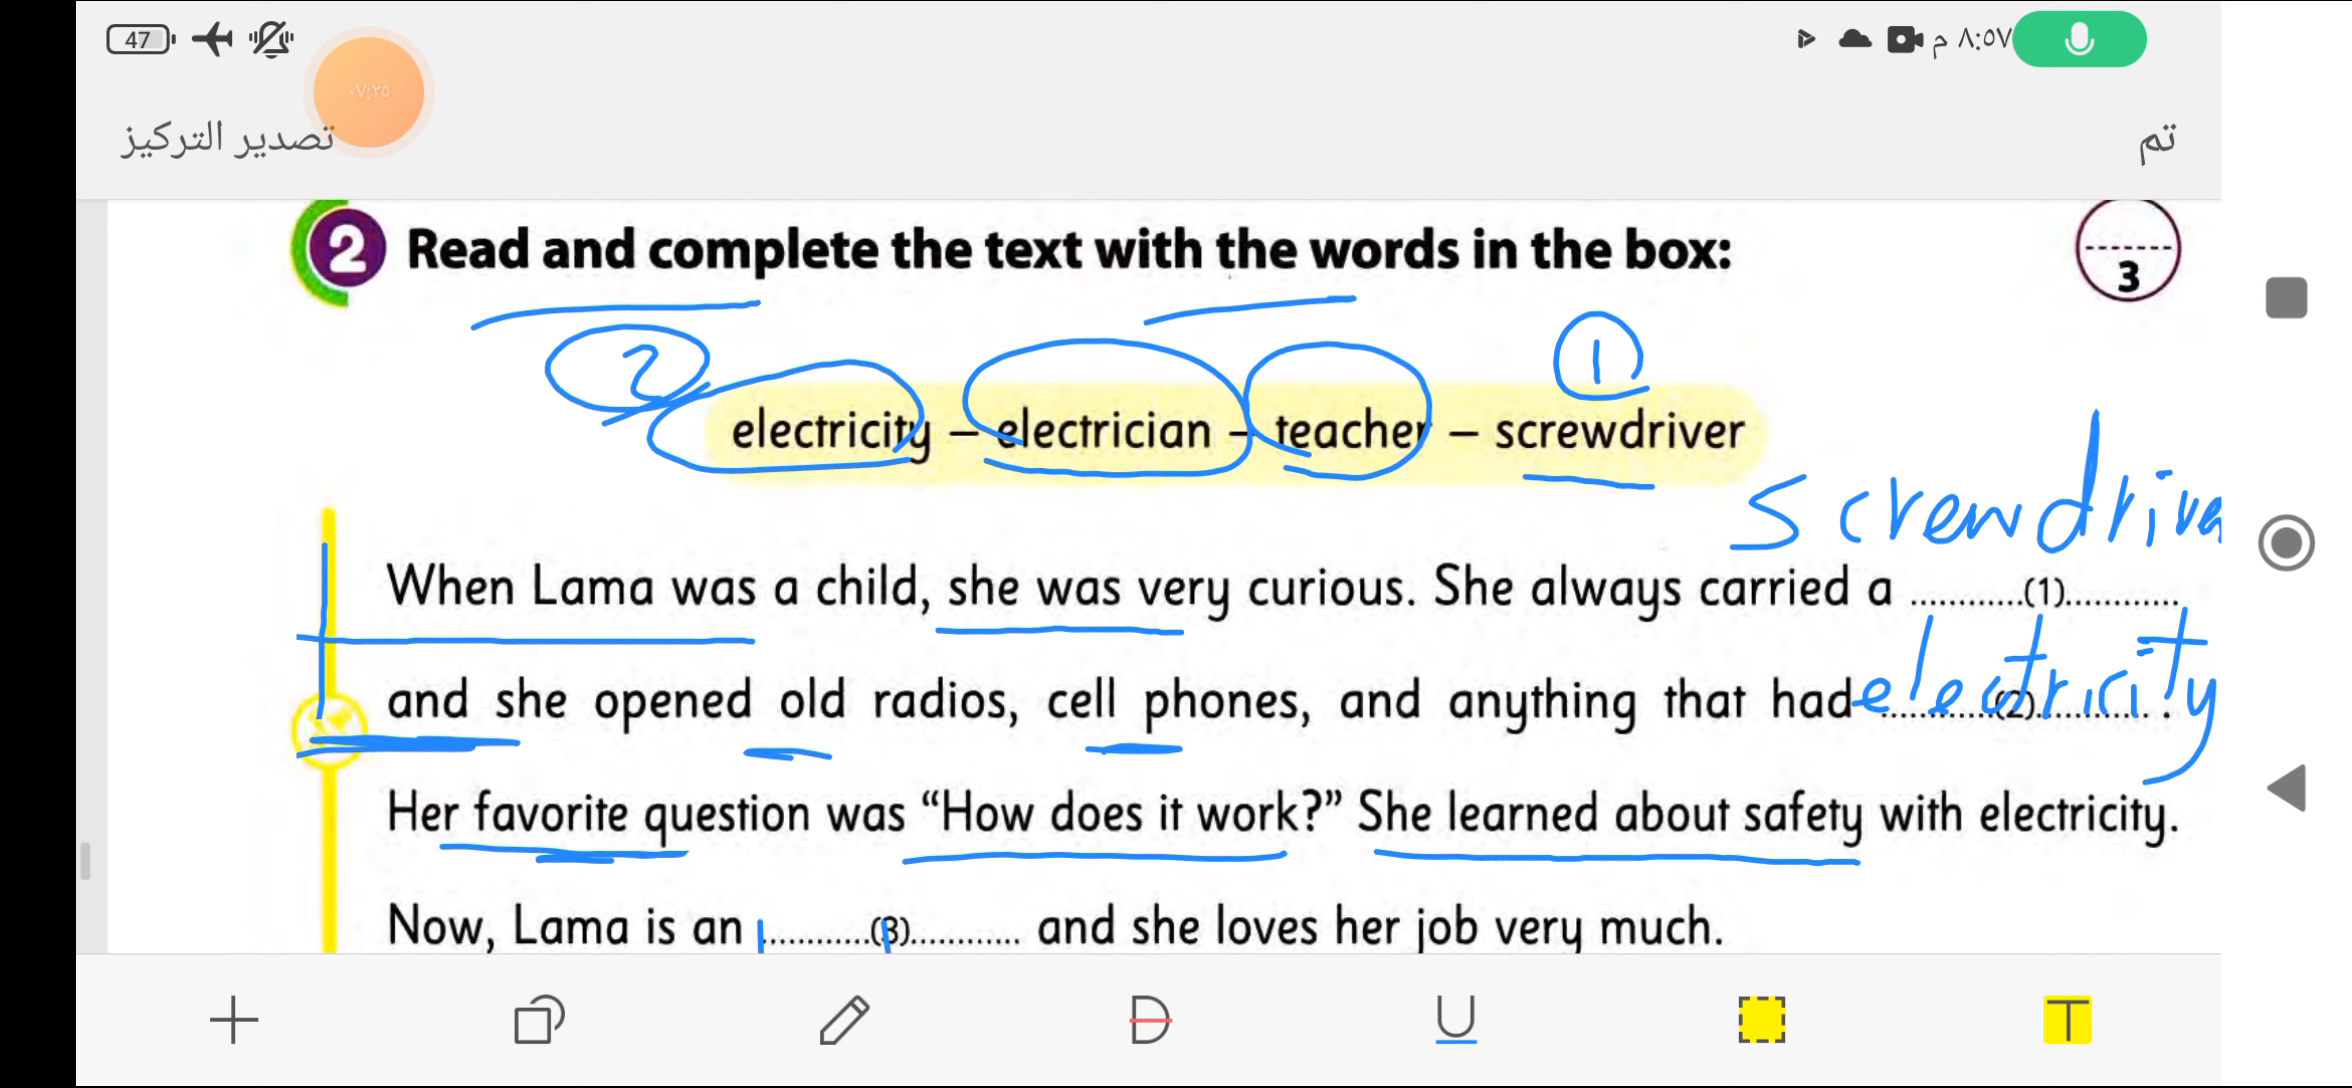 47 م ٨:٥٧
٠٧:٢٥
تصدير التركيز تم
2 Read and complete the text with the words in the box:
3
2 1
electricity – electrician – teacher – screwdriver
screwdrive
When Lama was a child, she was very curious. She always carried a ............(1)............
electricity
and she opened old radios, cell phones, and anything that had ............(2)............ .
Her favorite question was “How does it work?” She learned about safety with electricity.
Now, Lama is an ............(3)............ and she loves her job very much.
D U T